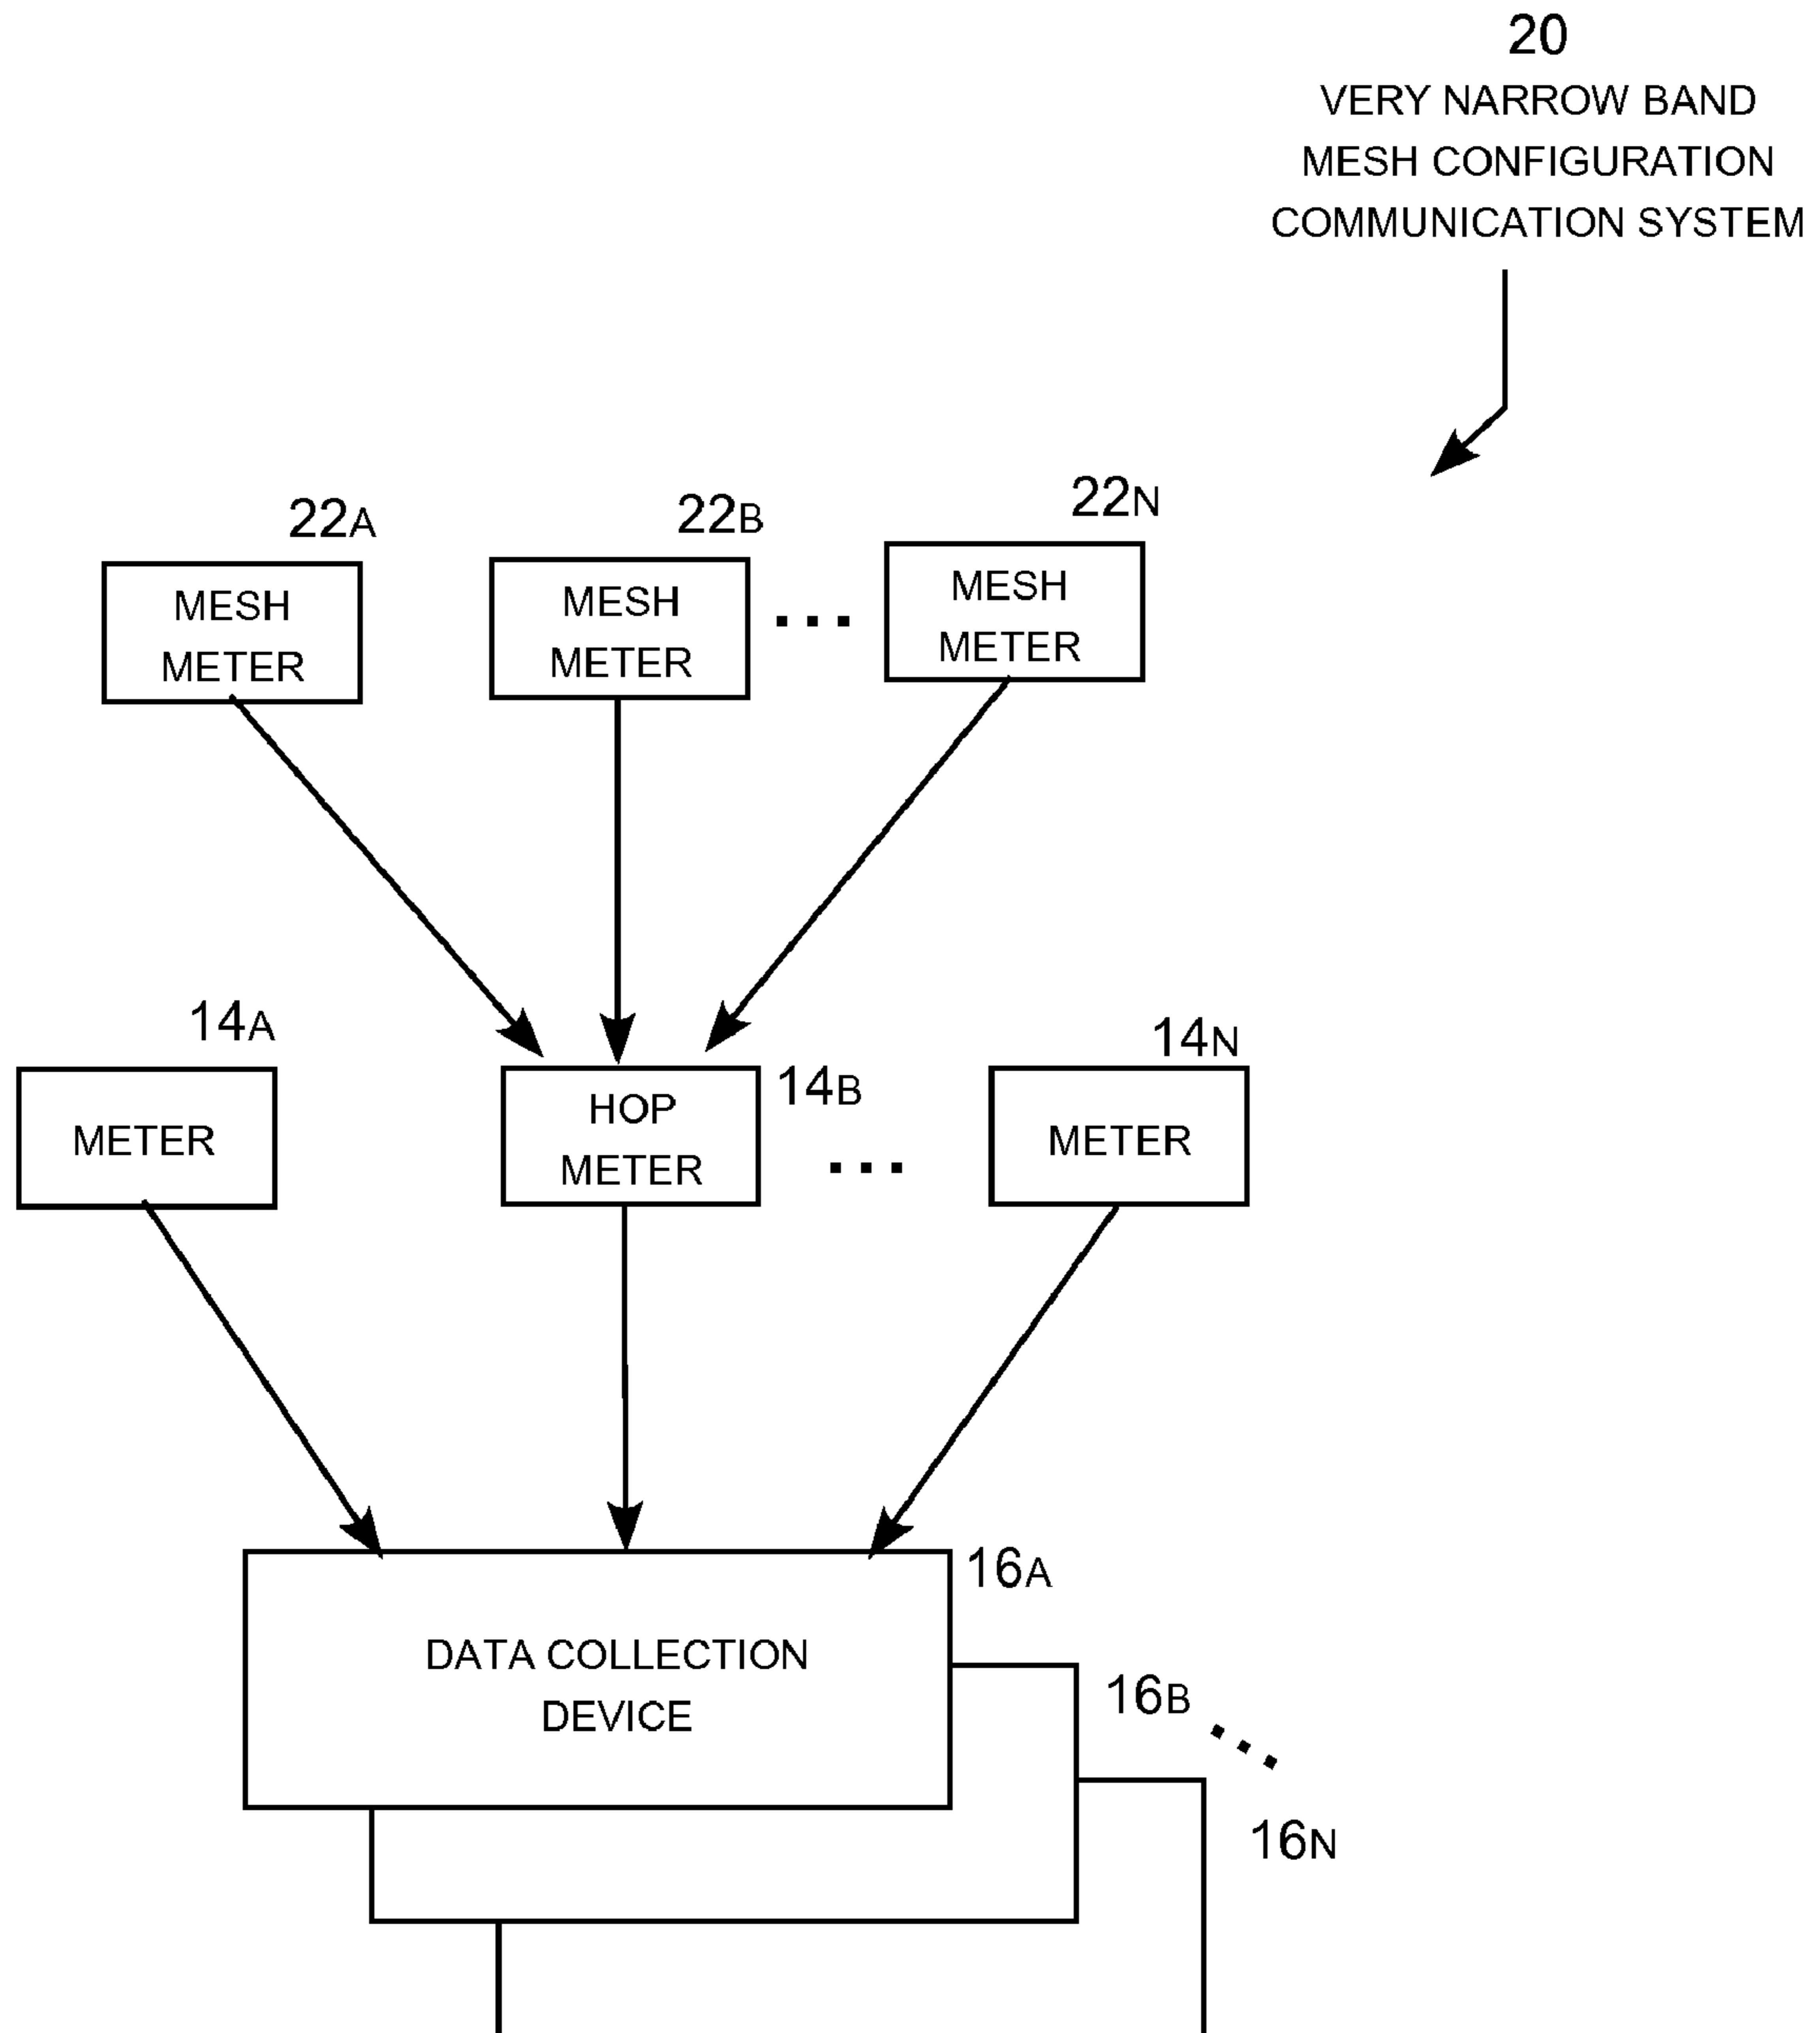 20
VERY NARROW BAND
MESH CONFIGURATION
COMMUNICATION SYSTEM
22A
22B
22N
MESH
METER
MESH
METER
...
MESH
METER
14A
14B
14N
METER
HOP
METER
...
METER
16A
DATA COLLECTION
DEVICE
16B
...
16N